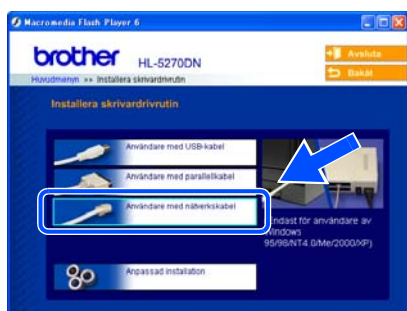 Macromedia Flash Player 6
brother
HL-5270DN
Avsluta
Bakåt
Huvudmenyn »» Installera skrivardrivrutin
Installera skrivardrivrutin
Användare med USB-kabel
Användare med parallellkabel
Användare med nätverkskabel
(Endast för användare av
Windows
95/98/NT4.0/Me/2000/XP)
Anpassad installation